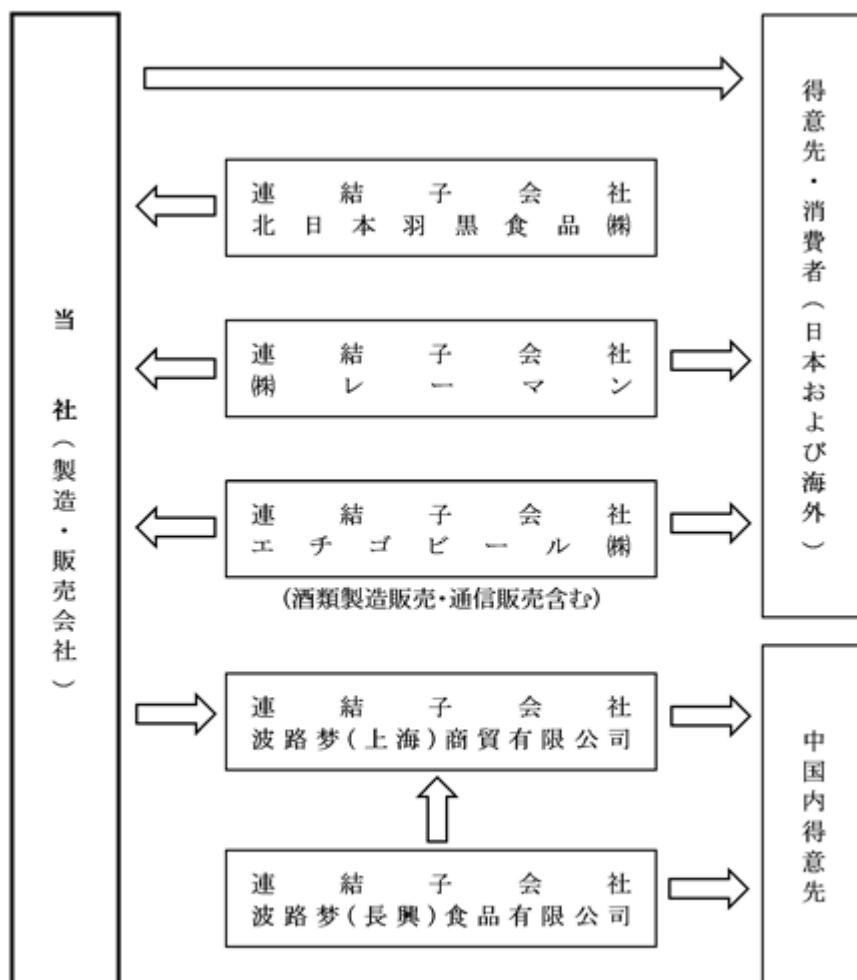 当社(製造・販売会社)
連結子会社
北日本羽黒食品㈱
連結子会社
㈱レーマン
連結子会社
エチゴビール㈱
(酒類製造販売・通信販売含む)
連結子会社
波路梦(上海)商貿有限公司
連結子会社
波路梦(長興)食品有限公司
得意先・消費者(日本および海外)
中国内得意先